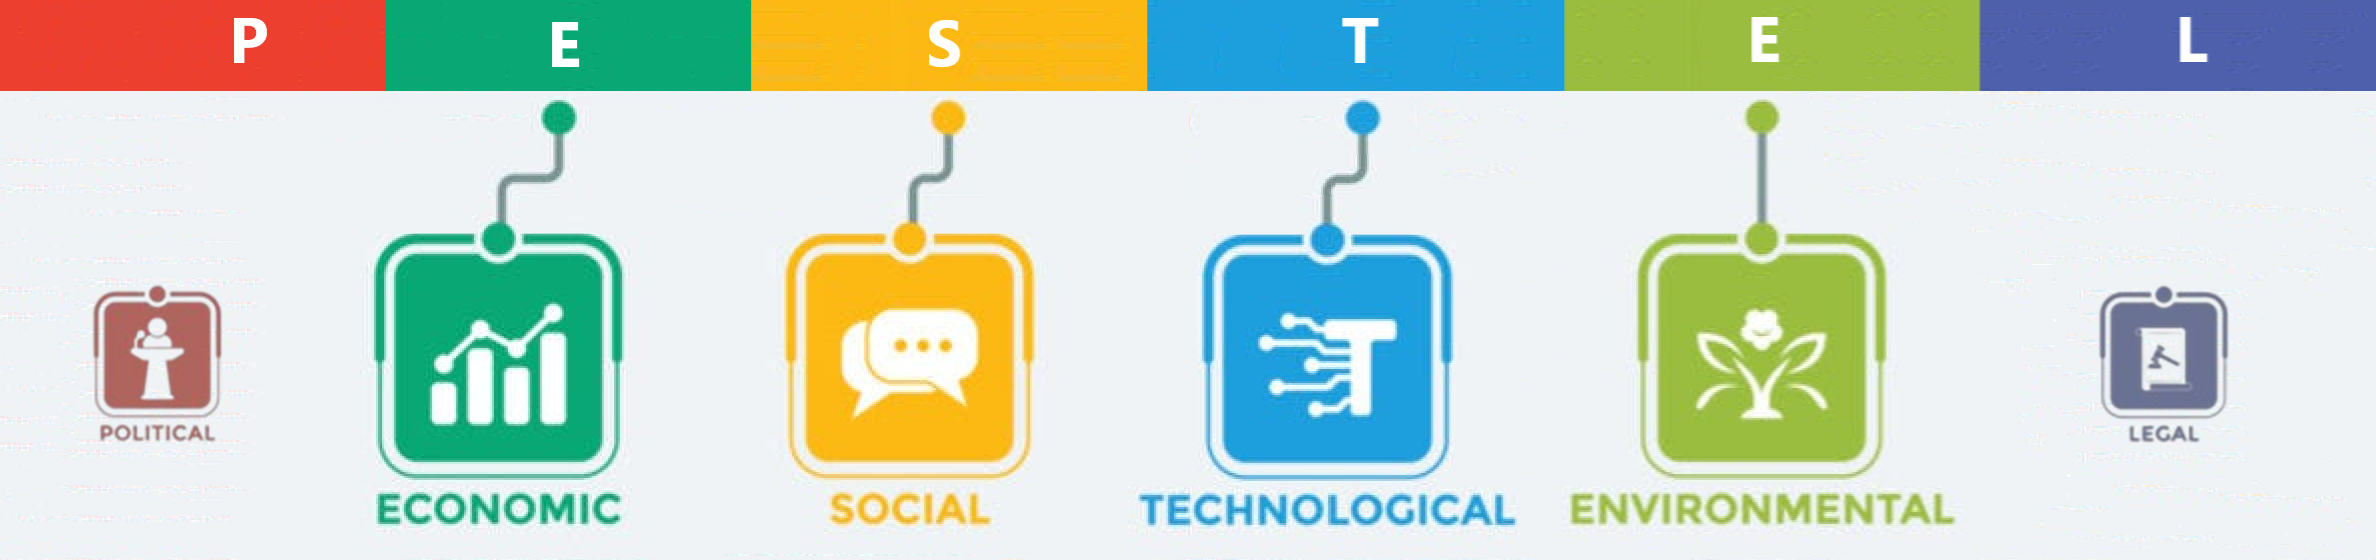 P E S T E L
POLITICAL
ECONOMIC
SOCIAL
TECHNOLOGICAL
ENVIRONMENTAL
LEGAL